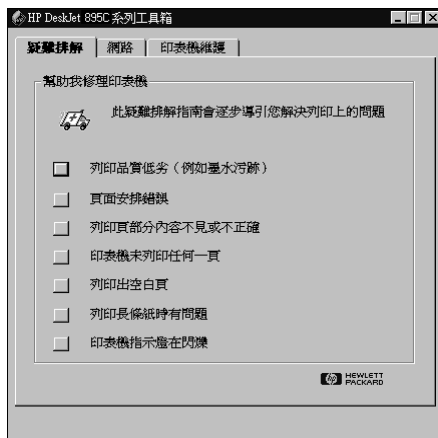 HP DeskJet 895C 系列工具箱
疑難排解
網路
印表機維護
幫助我修理印表機
此疑難排解指南會逐步導引您解決列印上的問題
列印品質低劣（例如墨水污跡）
頁面安排錯誤
列印頁部分內容不見或不正確
印表機未列印任何一頁
列印出空白頁
列印長條紙時有問題
印表機指示燈在閃爍
hp HEWLETT
PACKARD